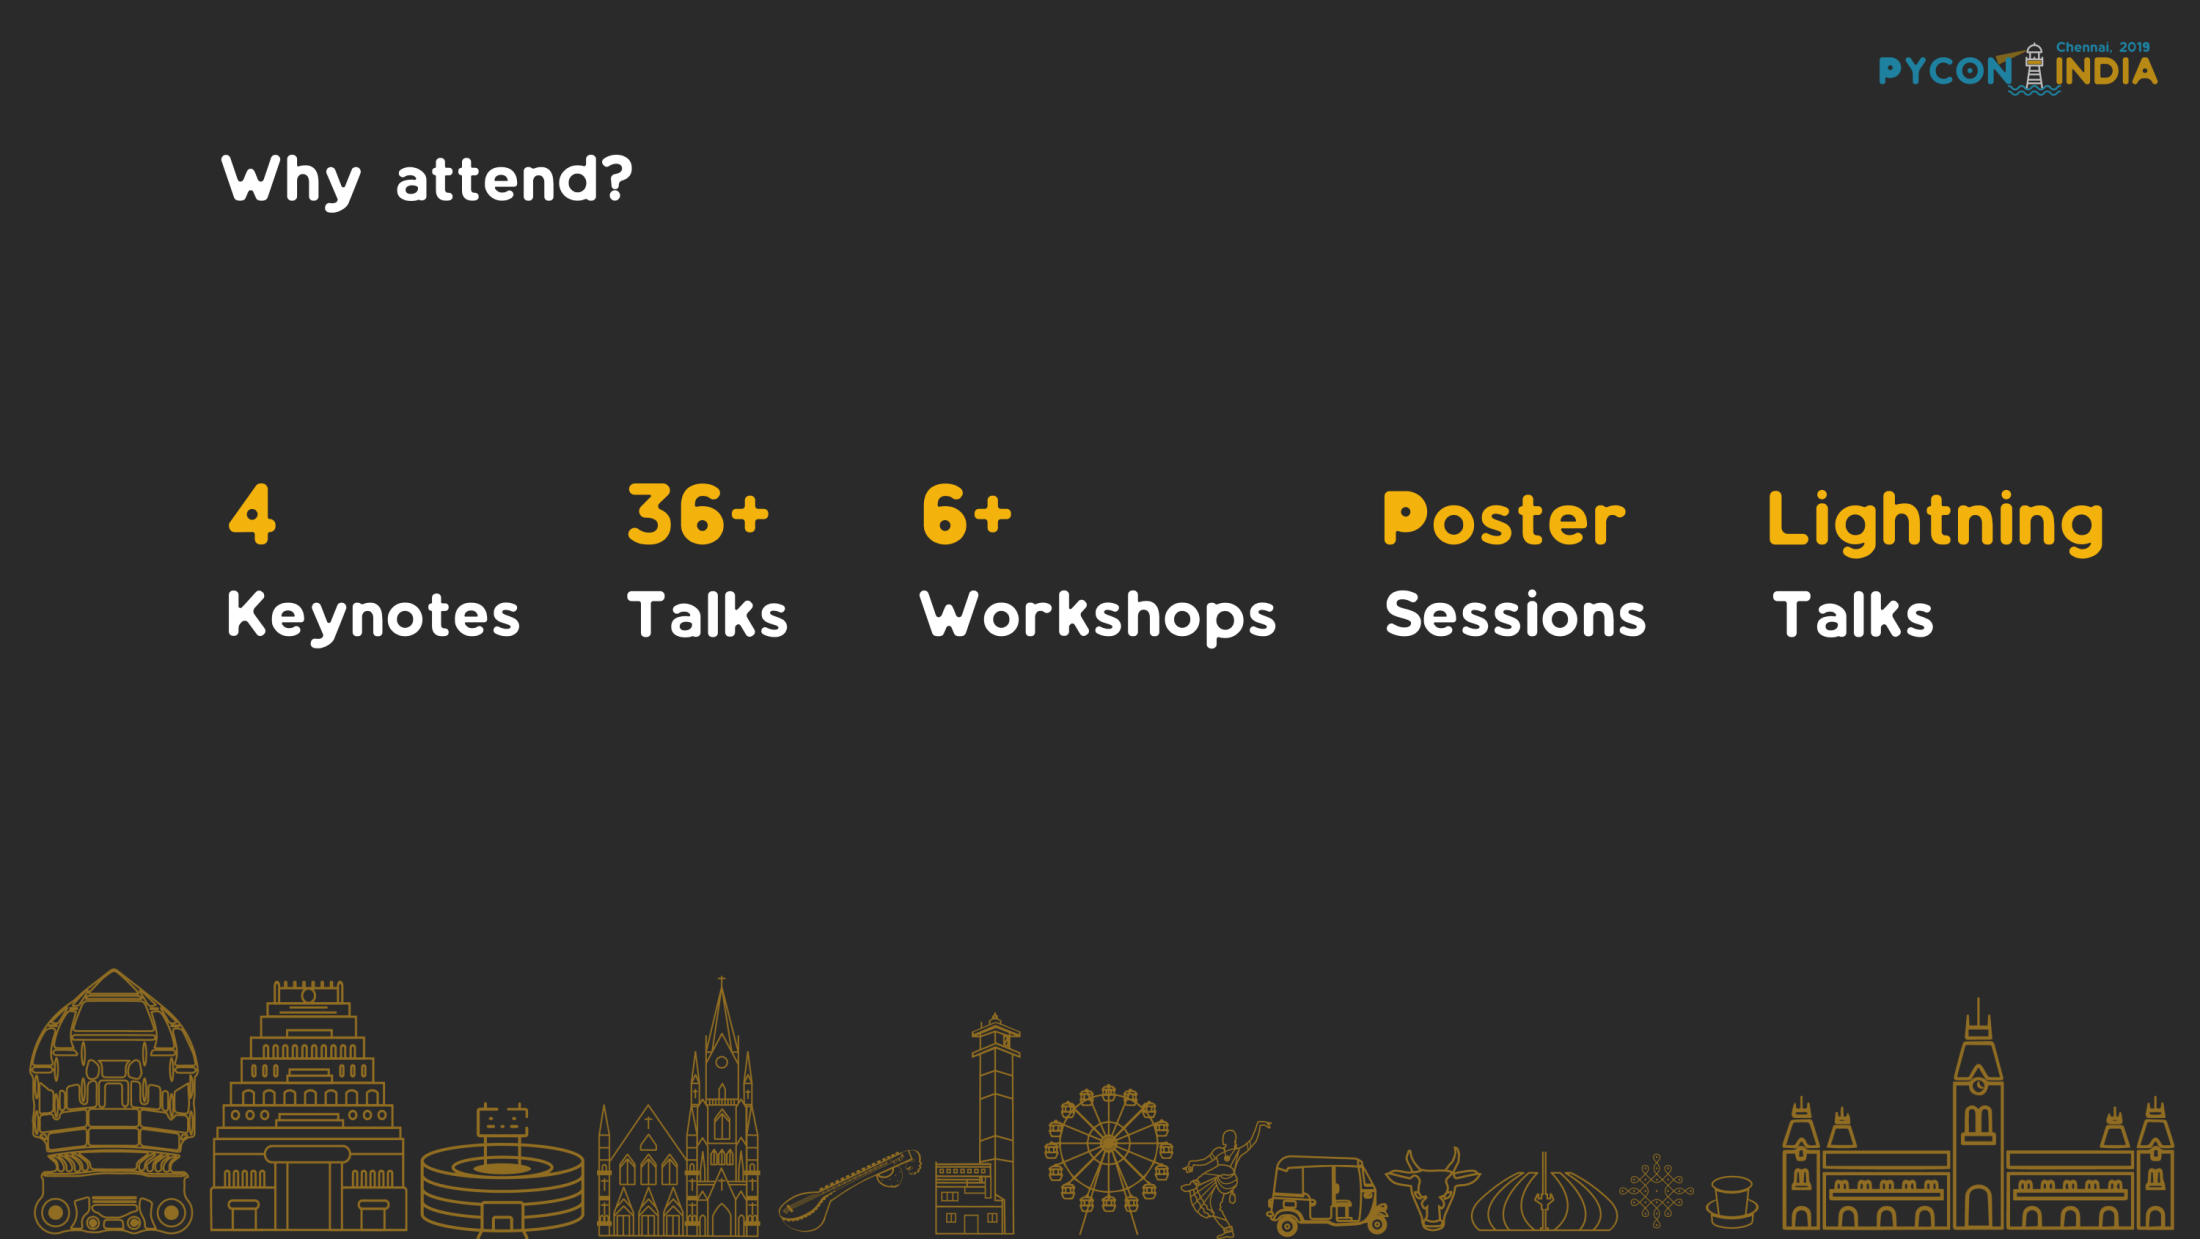 Chennai, 2019
PYCON INDIA
Why attend?
4
Keynotes
36+
Talks
6+
Workshops
Poster
Sessions
Lightning
Talks